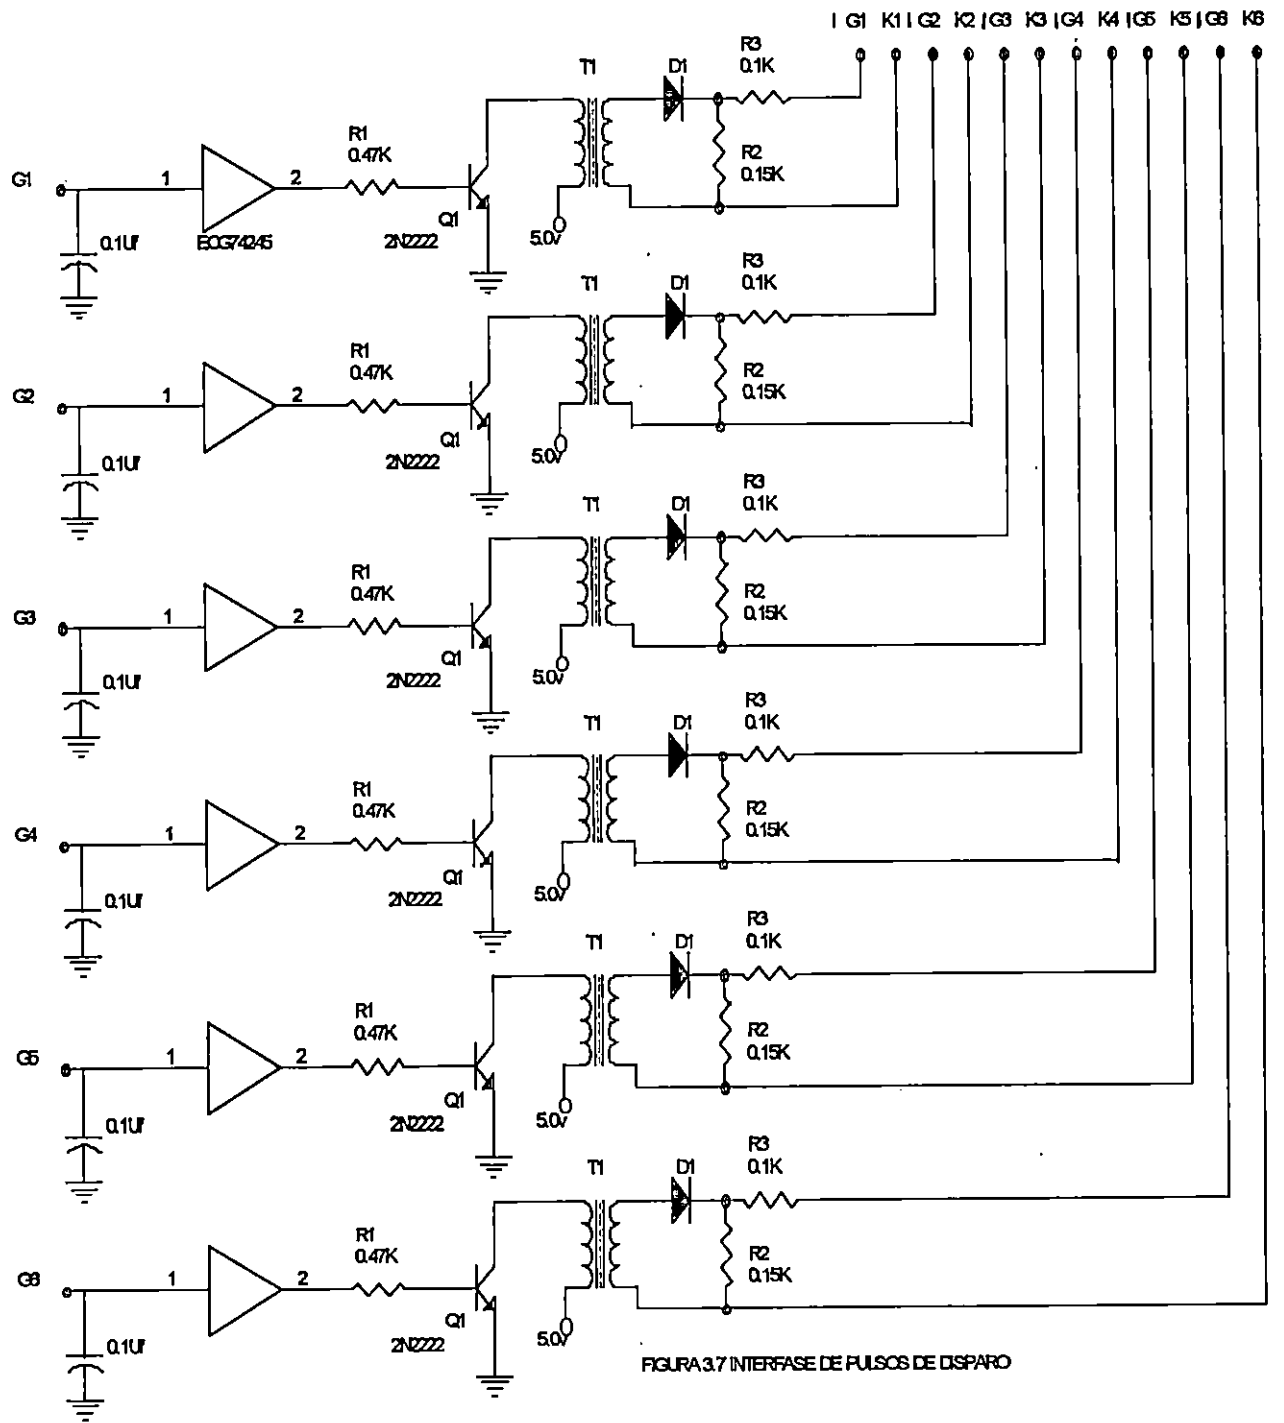 | G1 K1 | G2 K2 | G3 K3 | G4 K4 | G5 K5 | G6 K6
R3
0.1K
T1
D1
R1
0.47K
R2
0.15K
G1
1
2
Q1
0.1Uf
ECG74245
2N2222
5.0v
R3
0.1K
T1
D1
R1
0.47K
R2
0.15K
G2
1
2
Q1
0.1Uf
2N2222
5.0v
R3
0.1K
T1
D1
R1
0.47K
R2
0.15K
G3
1
2
Q1
0.1Uf
2N2222
5.0v
R3
0.1K
T1
D1
R1
0.47K
R2
0.15K
G4
1
2
Q1
0.1Uf
2N2222
5.0v
R3
0.1K
T1
D1
R1
0.47K
R2
0.15K
G5
1
2
Q1
0.1Uf
2N2222
5.0v
R3
0.1K
T1
D1
R1
0.47K
R2
0.15K
G6
1
2
Q1
0.1Uf
2N2222
5.0v
FIGURA 3.7 INTERFASE DE PULSOS DE DISPARO